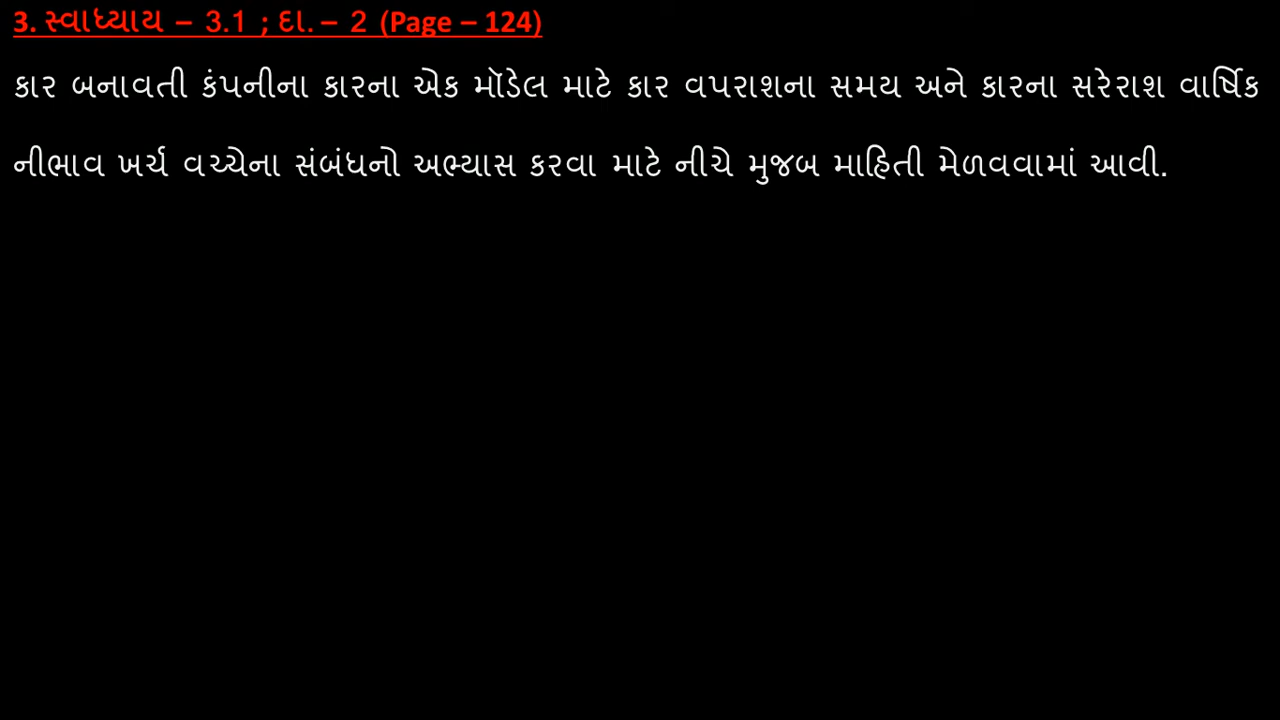 3. સ્વાધ્યાય – 3.1 ; દા. – 2 (Page – 124)
કાર બનાવતી કંપનીના કારના એક મૉડેલ માટે કાર વપરાશના સમય અને કારના સરેરાશ વાર્ષિક
નીભાવ ખર્ચ વચ્ચેના સંબંધનો અભ્યાસ કરવા માટે નીચે મુજબ માહિતી મેળવવામાં આવી.